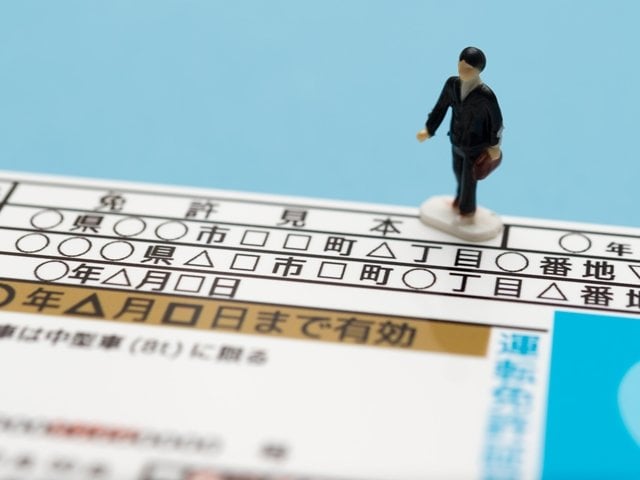 免許見本
○年
○県○○市□□町△丁目○番地
○○○県△□市□町○丁目△番地
○年△月□日
○年△月□日まで有効
車は中型車(8t)に限る
運転免許証